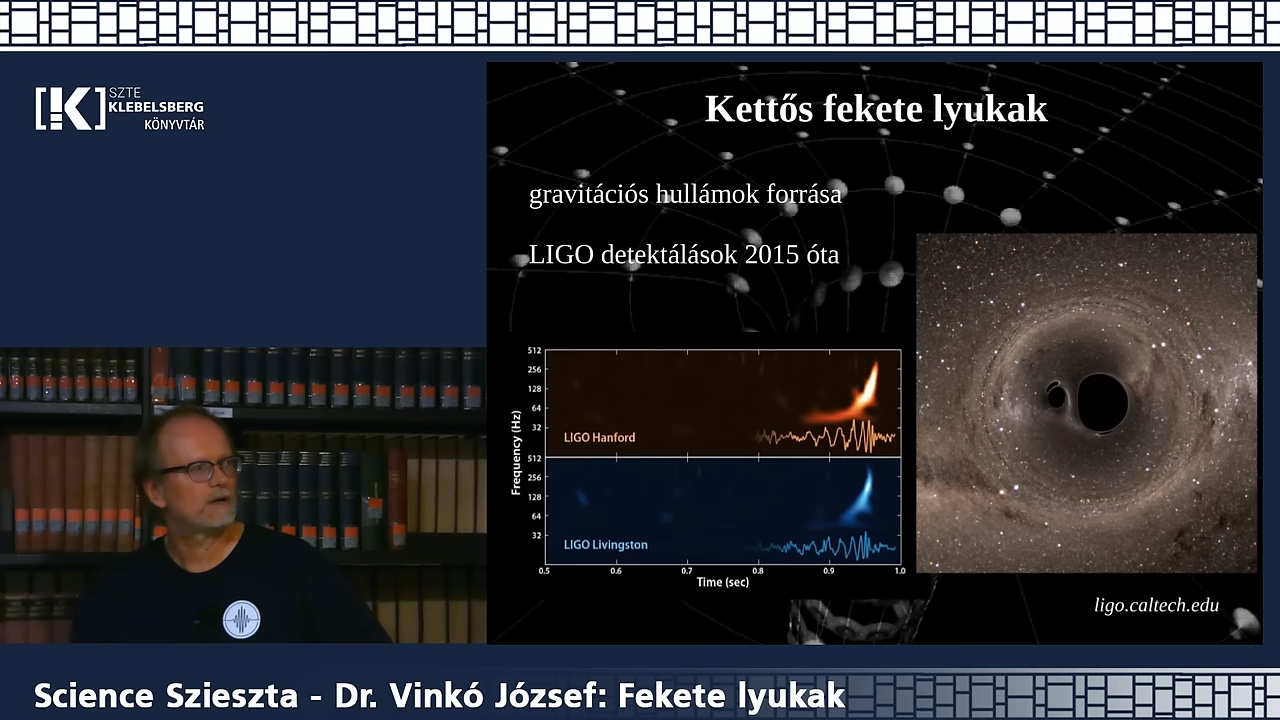 [!K] SZTE
KLEBELSBERG
KÖNYVTÁR
Kettős fekete lyukak
gravitációs hullámok forrása
LIGO detektálások 2015 óta
Frequency (Hz)
512
256
128
64
32
LIGO Hanford
512
256
128
64
32
LIGO Livingston
0.5 0.6 0.7 0.8 0.9 1.0
Time (sec)
ligo.caltech.edu
Science Szieszta - Dr. Vinkó József: Fekete lyukak